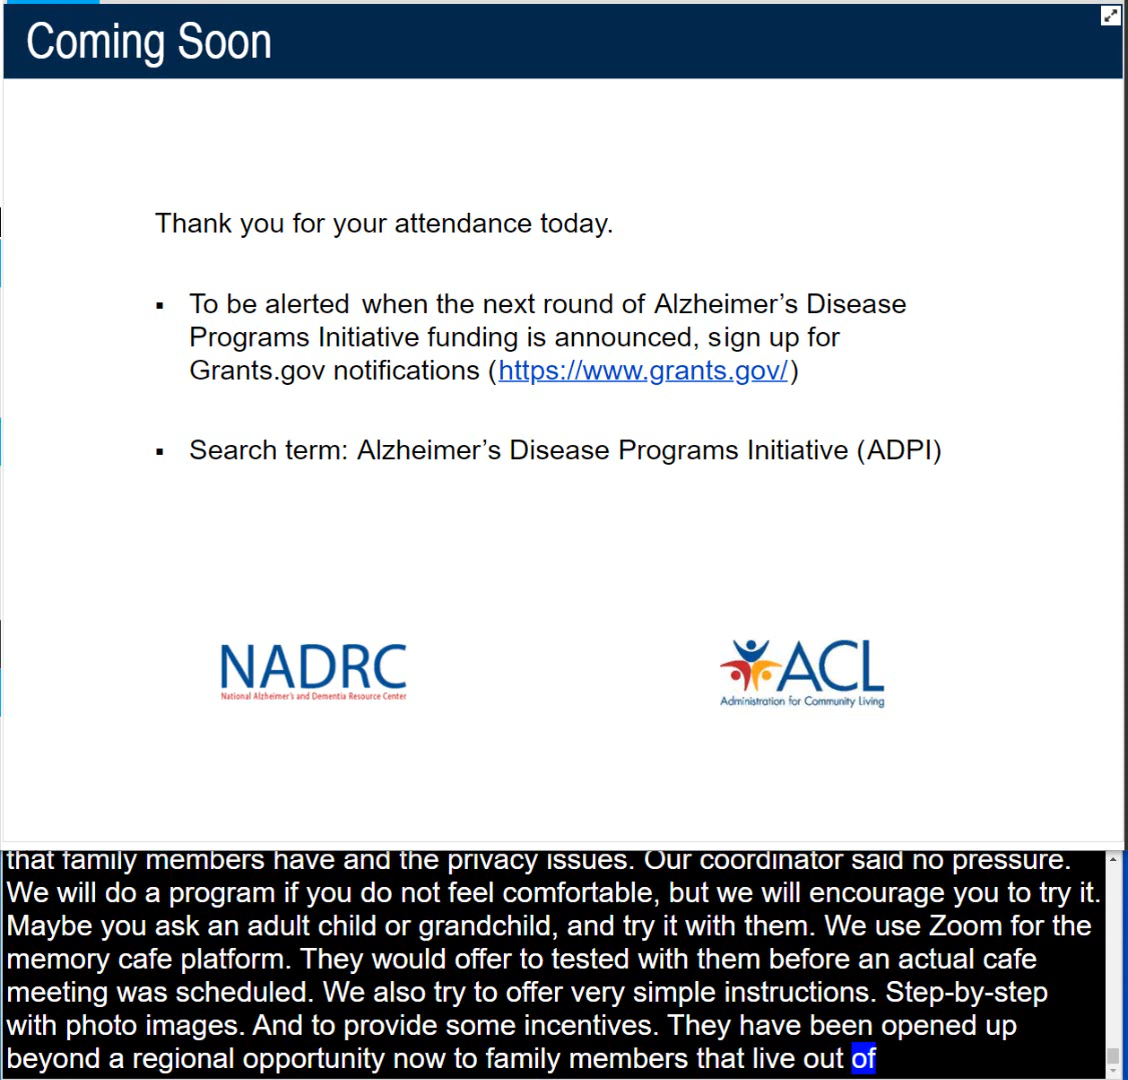 Coming Soon
Thank you for your attendance today.
▪ To be alerted when the next round of Alzheimer’s Disease
Programs Initiative funding is announced, sign up for
Grants.gov notifications (https://www.grants.gov/)
▪ Search term: Alzheimer’s Disease Programs Initiative (ADPI)
NADRC
National Alzheimer's and Dementia Resource Center
ACL
Administration for Community Living
that family members have and the privacy issues. Our coordinator said no pressure.
We will do a program if you do not feel comfortable, but we will encourage you to try it.
Maybe you ask an adult child or grandchild, and try it with them. We use Zoom for the
memory cafe platform. They would offer to tested with them before an actual cafe
meeting was scheduled. We also try to offer very simple instructions. Step-by-step
with photo images. And to provide some incentives. They have been opened up
beyond a regional opportunity now to family members that live out of